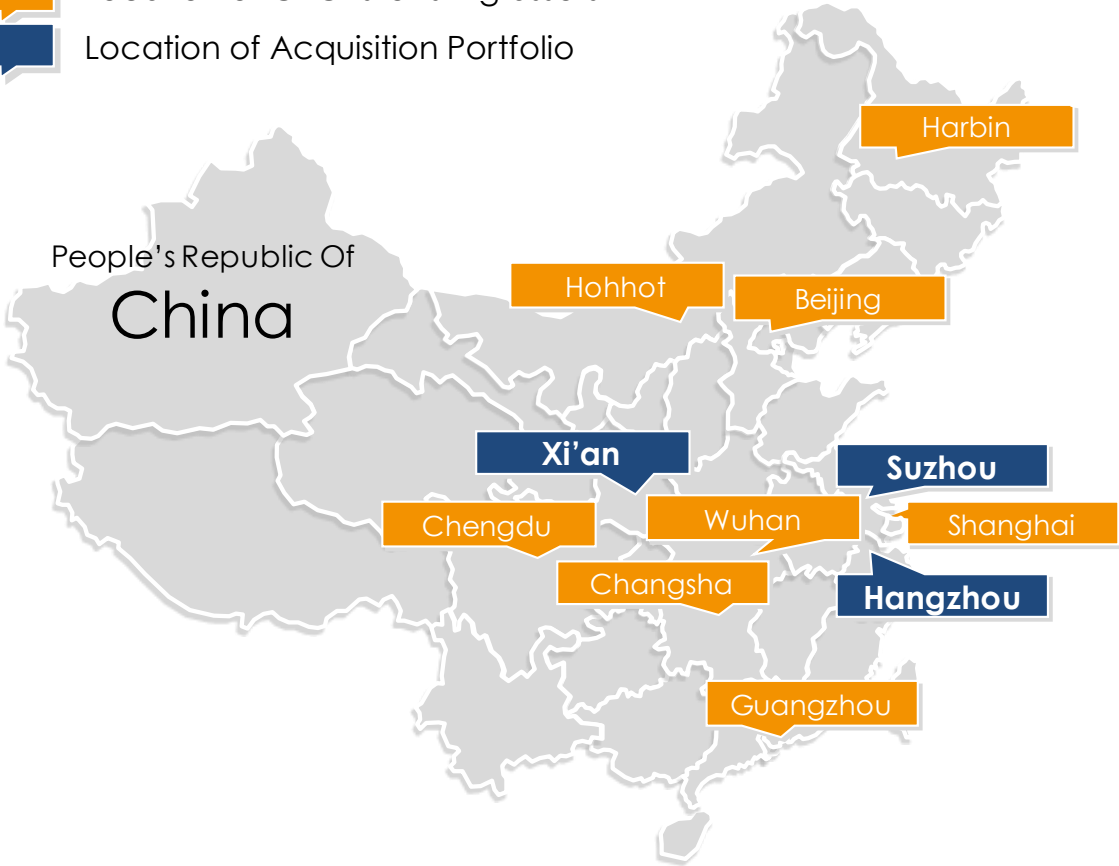 Location of Acquisition Portfolio
Harbin
People's Republic Of
China
Hohhot
Beijing
Xi'an
Suzhou
Chengdu
Wuhan
Shanghai
Changsha
Hangzhou
Guangzhou